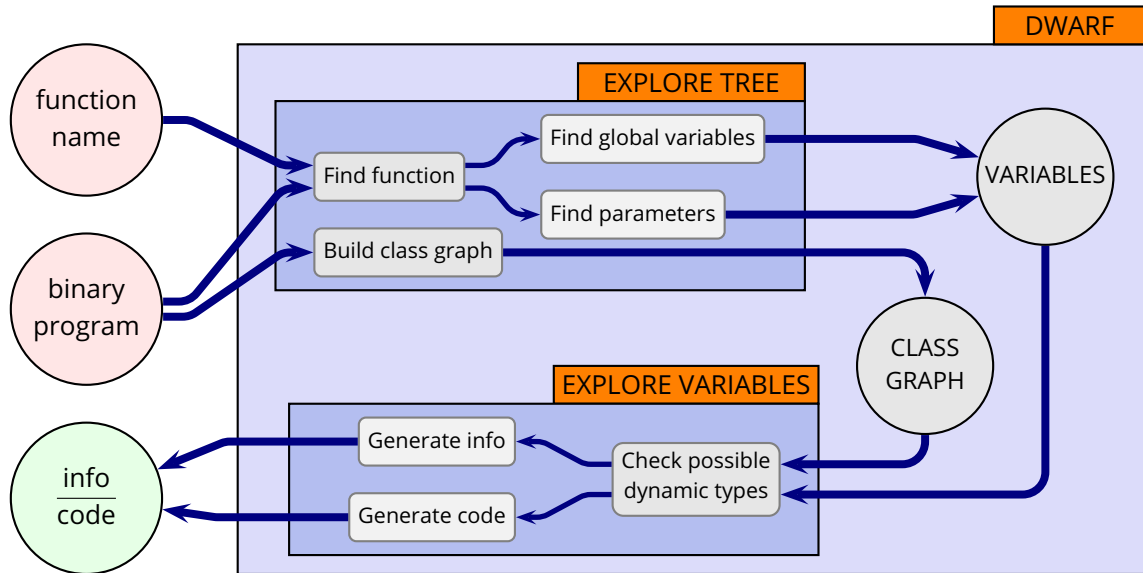 DWARF
function
name
EXPLORE TREE
Find global variables
Find function
VARIABLES
Find parameters
Build class graph
binary
program
CLASS
GRAPH
EXPLORE VARIABLES
Generate info
Check possible
dynamic types
info
code
Generate code